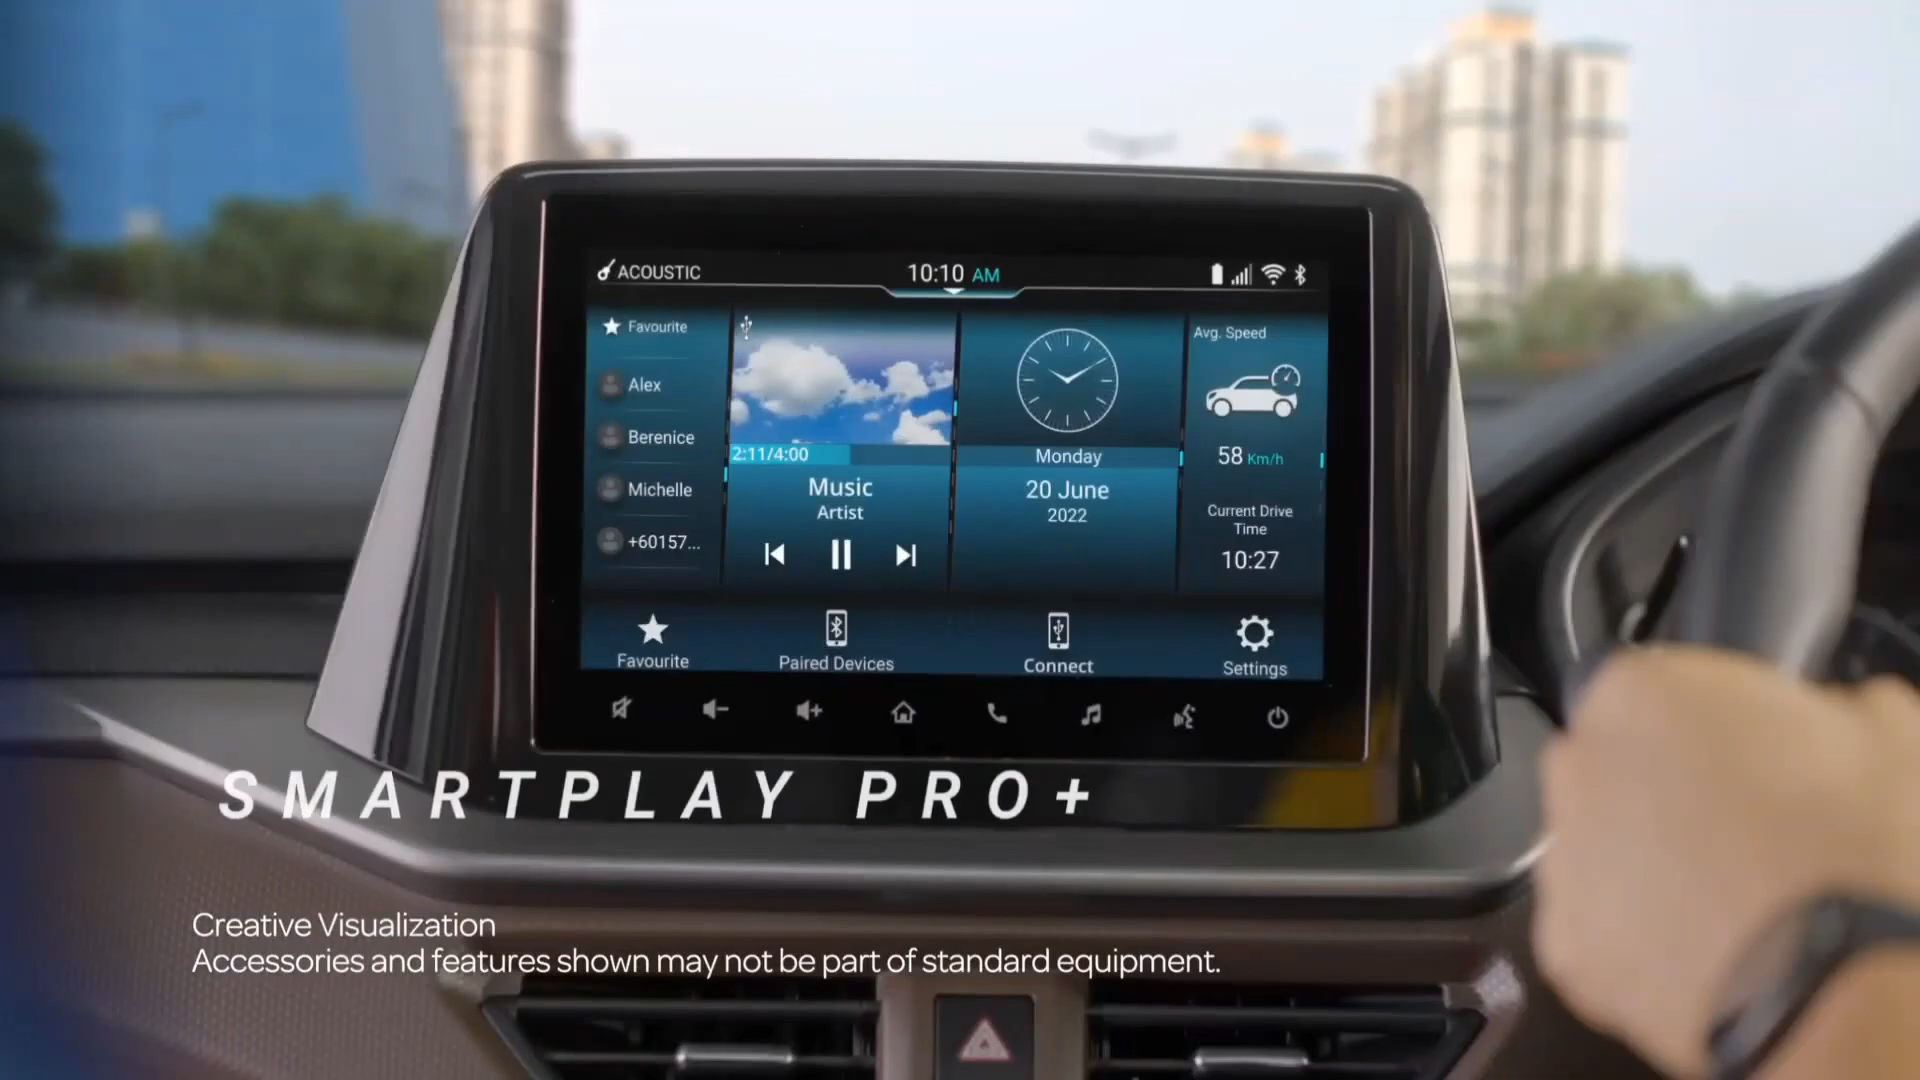 ACOUSTIC
10:10 AM
Favourite
Alex
Berenice
Michelle
+60157...
2:11/4:00
Music
Artist
Monday
20 June
2022
Avg. Speed
58 Km/h
Current Drive
Time
10:27
Favourite
Paired Devices
Connect
Settings
SMARTPLAY PRO+
Creative Visualization
Accessories and features shown may not be part of standard equipment.